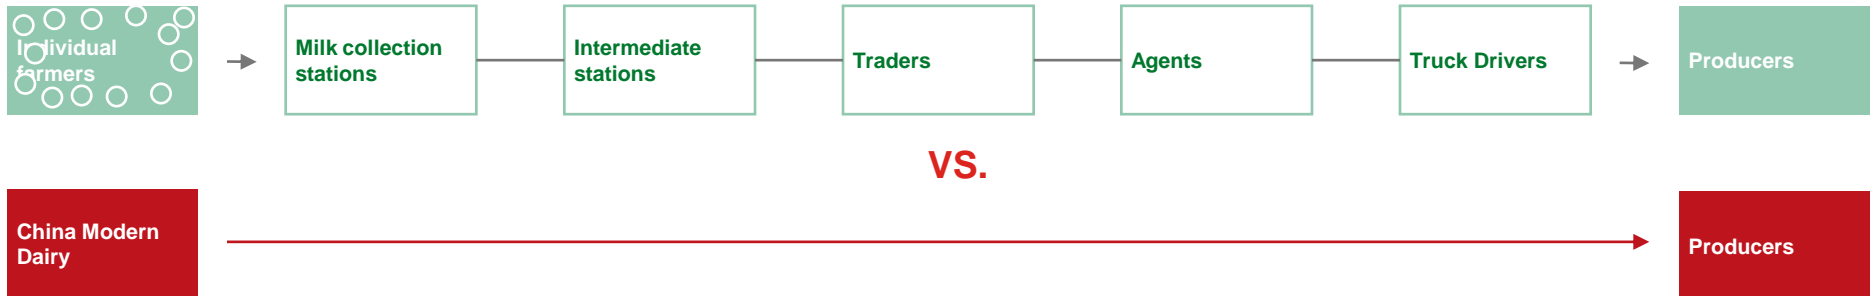 Individual
farmers
Milk collection
stations
Intermediate
stations
Traders
Agents
Truck Drivers
Producers
VS.
China Modern
Dairy
Producers